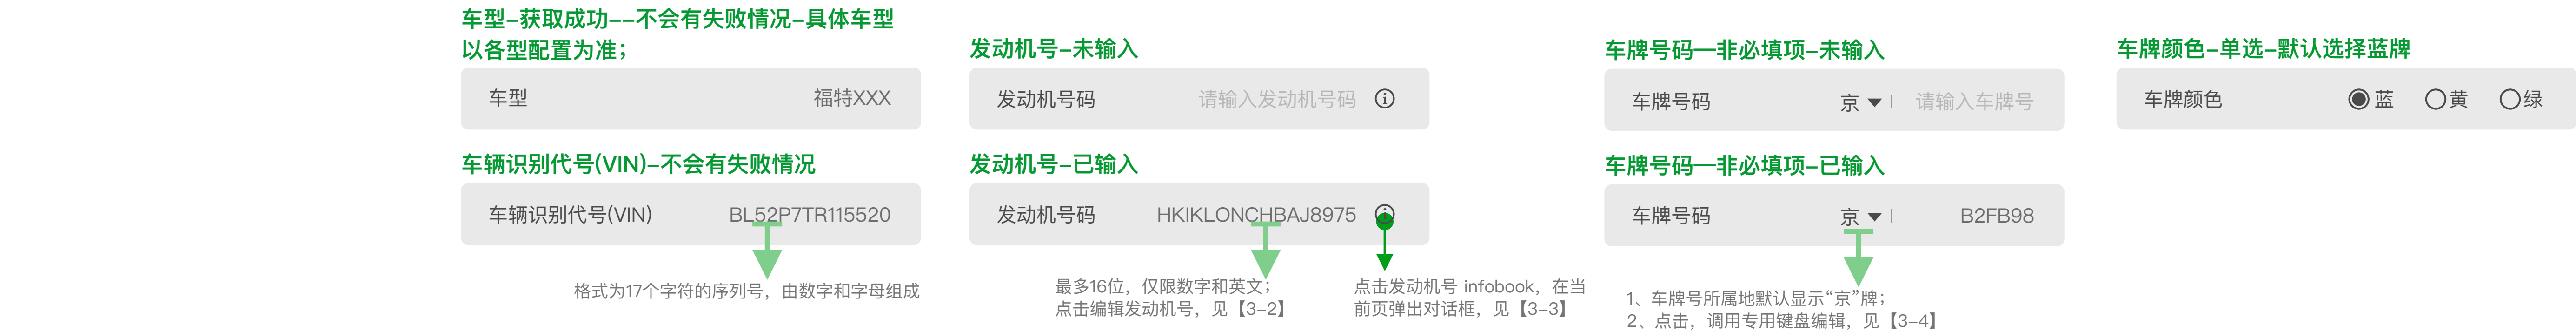 车型-获取成功--不会有失败情况-具体车型
以各型配置为准；
车型 福特XXX
车辆识别代号(VIN)-不会有失败情况
车辆识别代号(VIN) BL52P7TR115520
格式为17个字符的序列号，由数字和字母组成
发动机号-未输入
发动机号码 请输入发动机号码
发动机号-已输入
发动机号码 HKIKLONCHBAJ8975
最多16位，仅限数字和英文；
点击编辑发动机号，见【3-2】
点击发动机号 infobook，在当
前页弹出对话框，见【3-3】
车牌号码—非必填项-未输入
车牌号码 京 请输入车牌号
车牌号码—非必填项-已输入
车牌号码 京 B2FB98
1、车牌号所属地默认显示“京”牌；
2、点击，调用专用键盘编辑，见【3-4】
车牌颜色-单选-默认选择蓝牌
车牌颜色 蓝 黄 绿